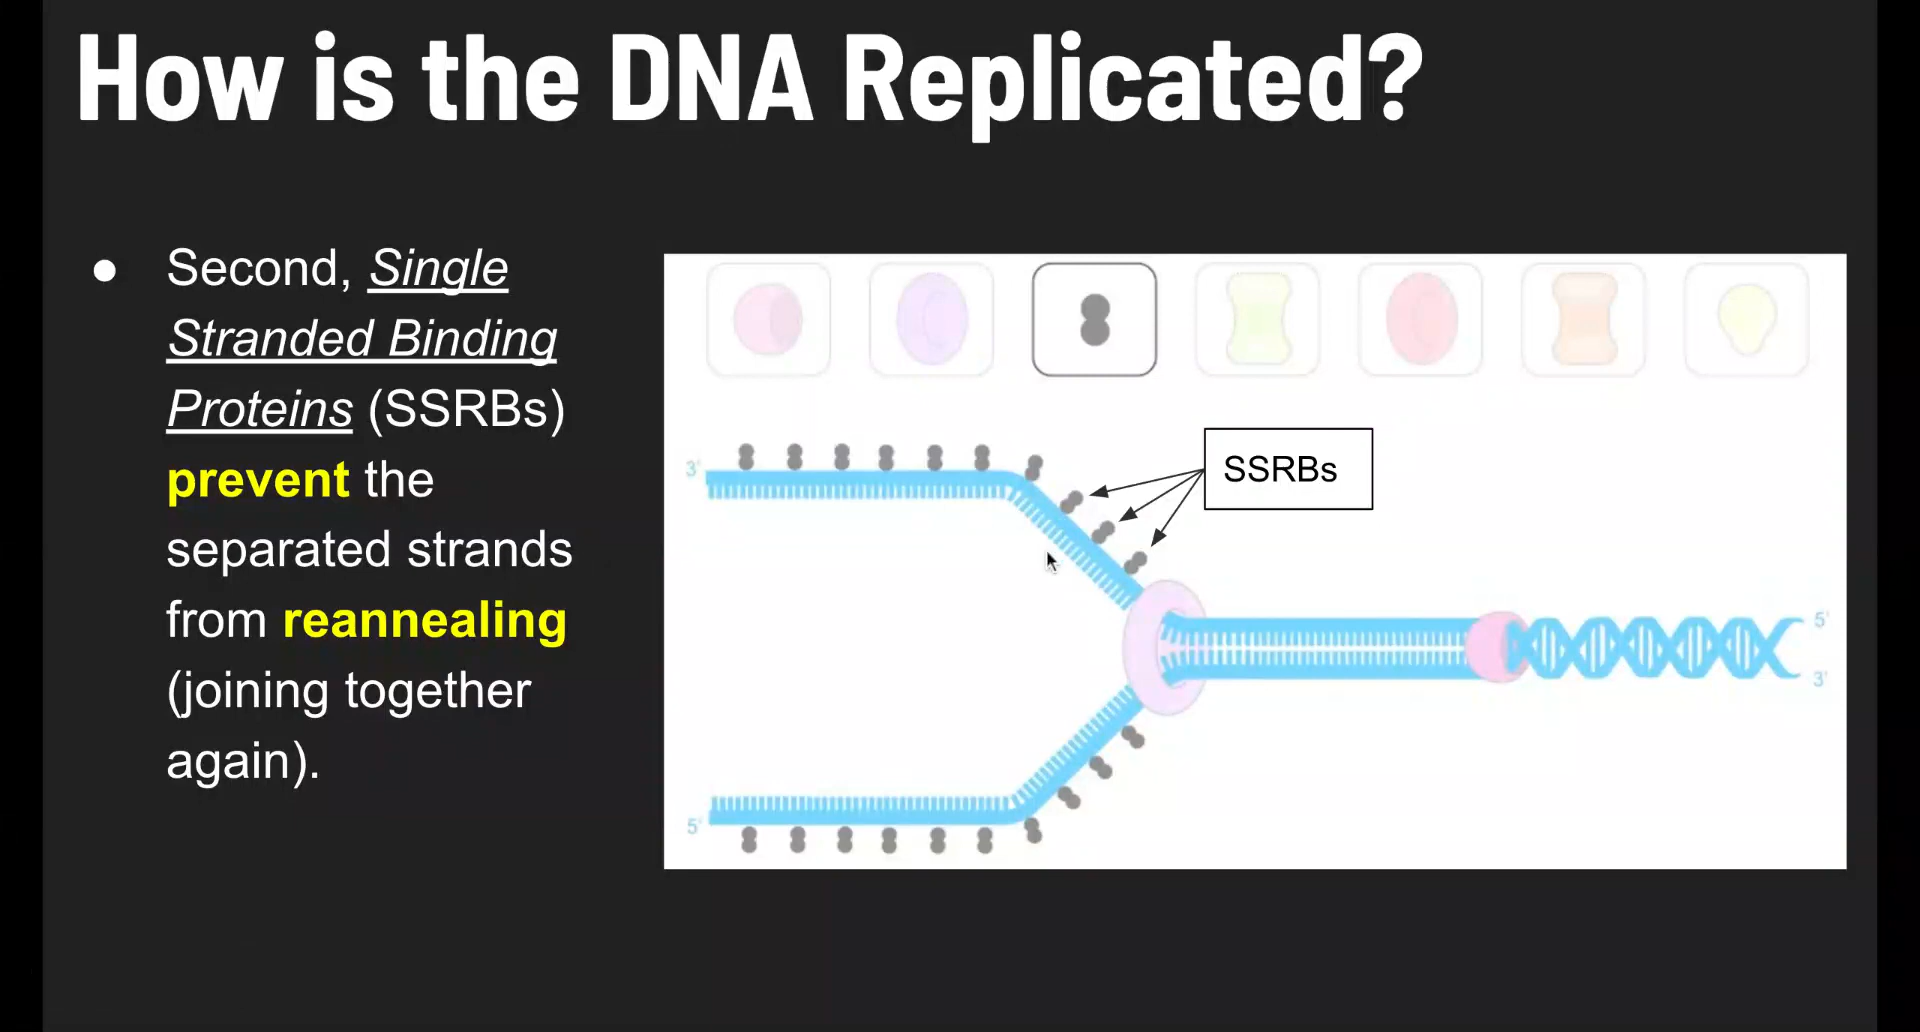 How is the DNA Replicated?
● Second, Single
Stranded Binding
Proteins (SSRBs)
prevent the
separated strands
from reannealing
(joining together
again).
SSRBs
3'
5'
5'
3'